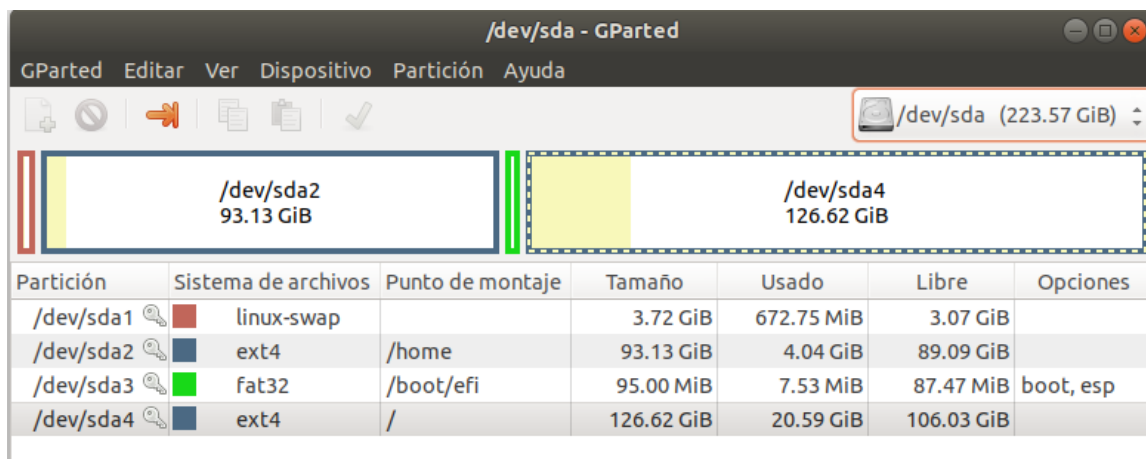 /dev/sda - GParted
GParted Editar Ver Dispositivo Partición Ayuda
/dev/sda (223.57 GiB)
/dev/sda2
93.13 GiB
/dev/sda4
126.62 GiB
Partición Sistema de archivos Punto de montaje Tamaño Usado Libre Opciones
/dev/sda1 linux-swap 3.72 GiB 672.75 MiB 3.07 GiB
/dev/sda2 ext4 /home 93.13 GiB 4.04 GiB 89.09 GiB
/dev/sda3 fat32 /boot/efi 95.00 MiB 7.53 MiB 87.47 MiB boot, esp
/dev/sda4 ext4 / 126.62 GiB 20.59 GiB 106.03 GiB